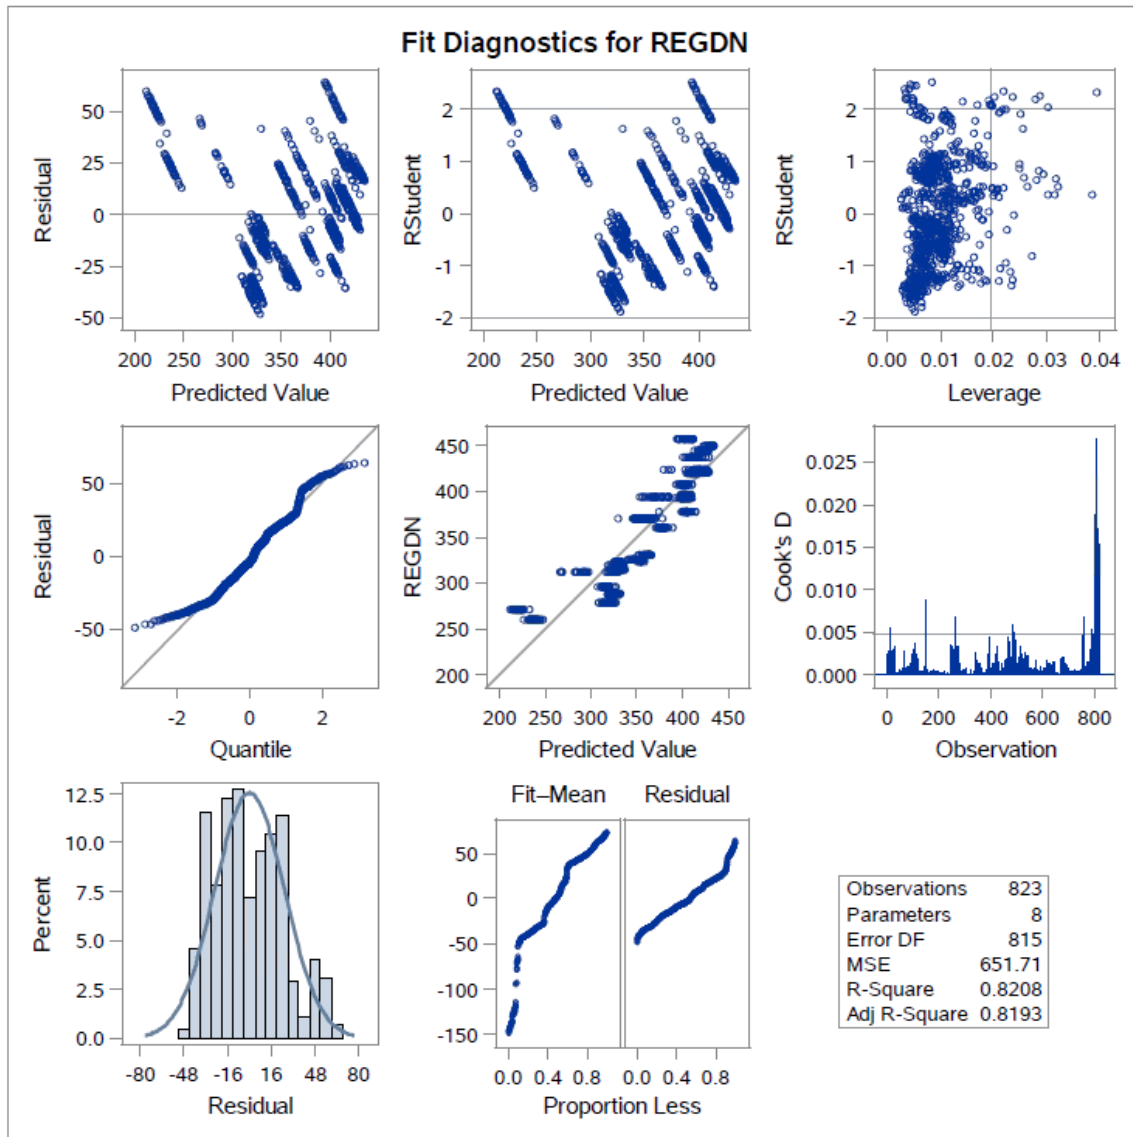 Fit Diagnostics for REGDN
Residual
50
25
0
-25
-50
200 250 300 350 400
Predicted Value
RStudent
2
1
0
-1
-2
200 250 300 350 400
Predicted Value
RStudent
2
1
0
-1
-2
0.00 0.01 0.02 0.03 0.04
Leverage
Residual
50
0
-50
-2 0 2
Quantile
REGDN
450
400
350
300
250
200
200 250 300 350 400 450
Predicted Value
Cook's D
0.025
0.020
0.015
0.010
0.005
0.000
0 200 400 600 800
Observation
Percent
12.5
10.0
7.5
5.0
2.5
0.0
-80 -48 -16 16 48 80
Residual
Fit–Mean Residual
50
0
-50
-100
-150
0.0 0.4 0.8 0.0 0.4 0.8
Proportion Less
Observations 823
Parameters 8
Error DF 815
MSE 651.71
R-Square 0.8208
Adj R-Square 0.8193